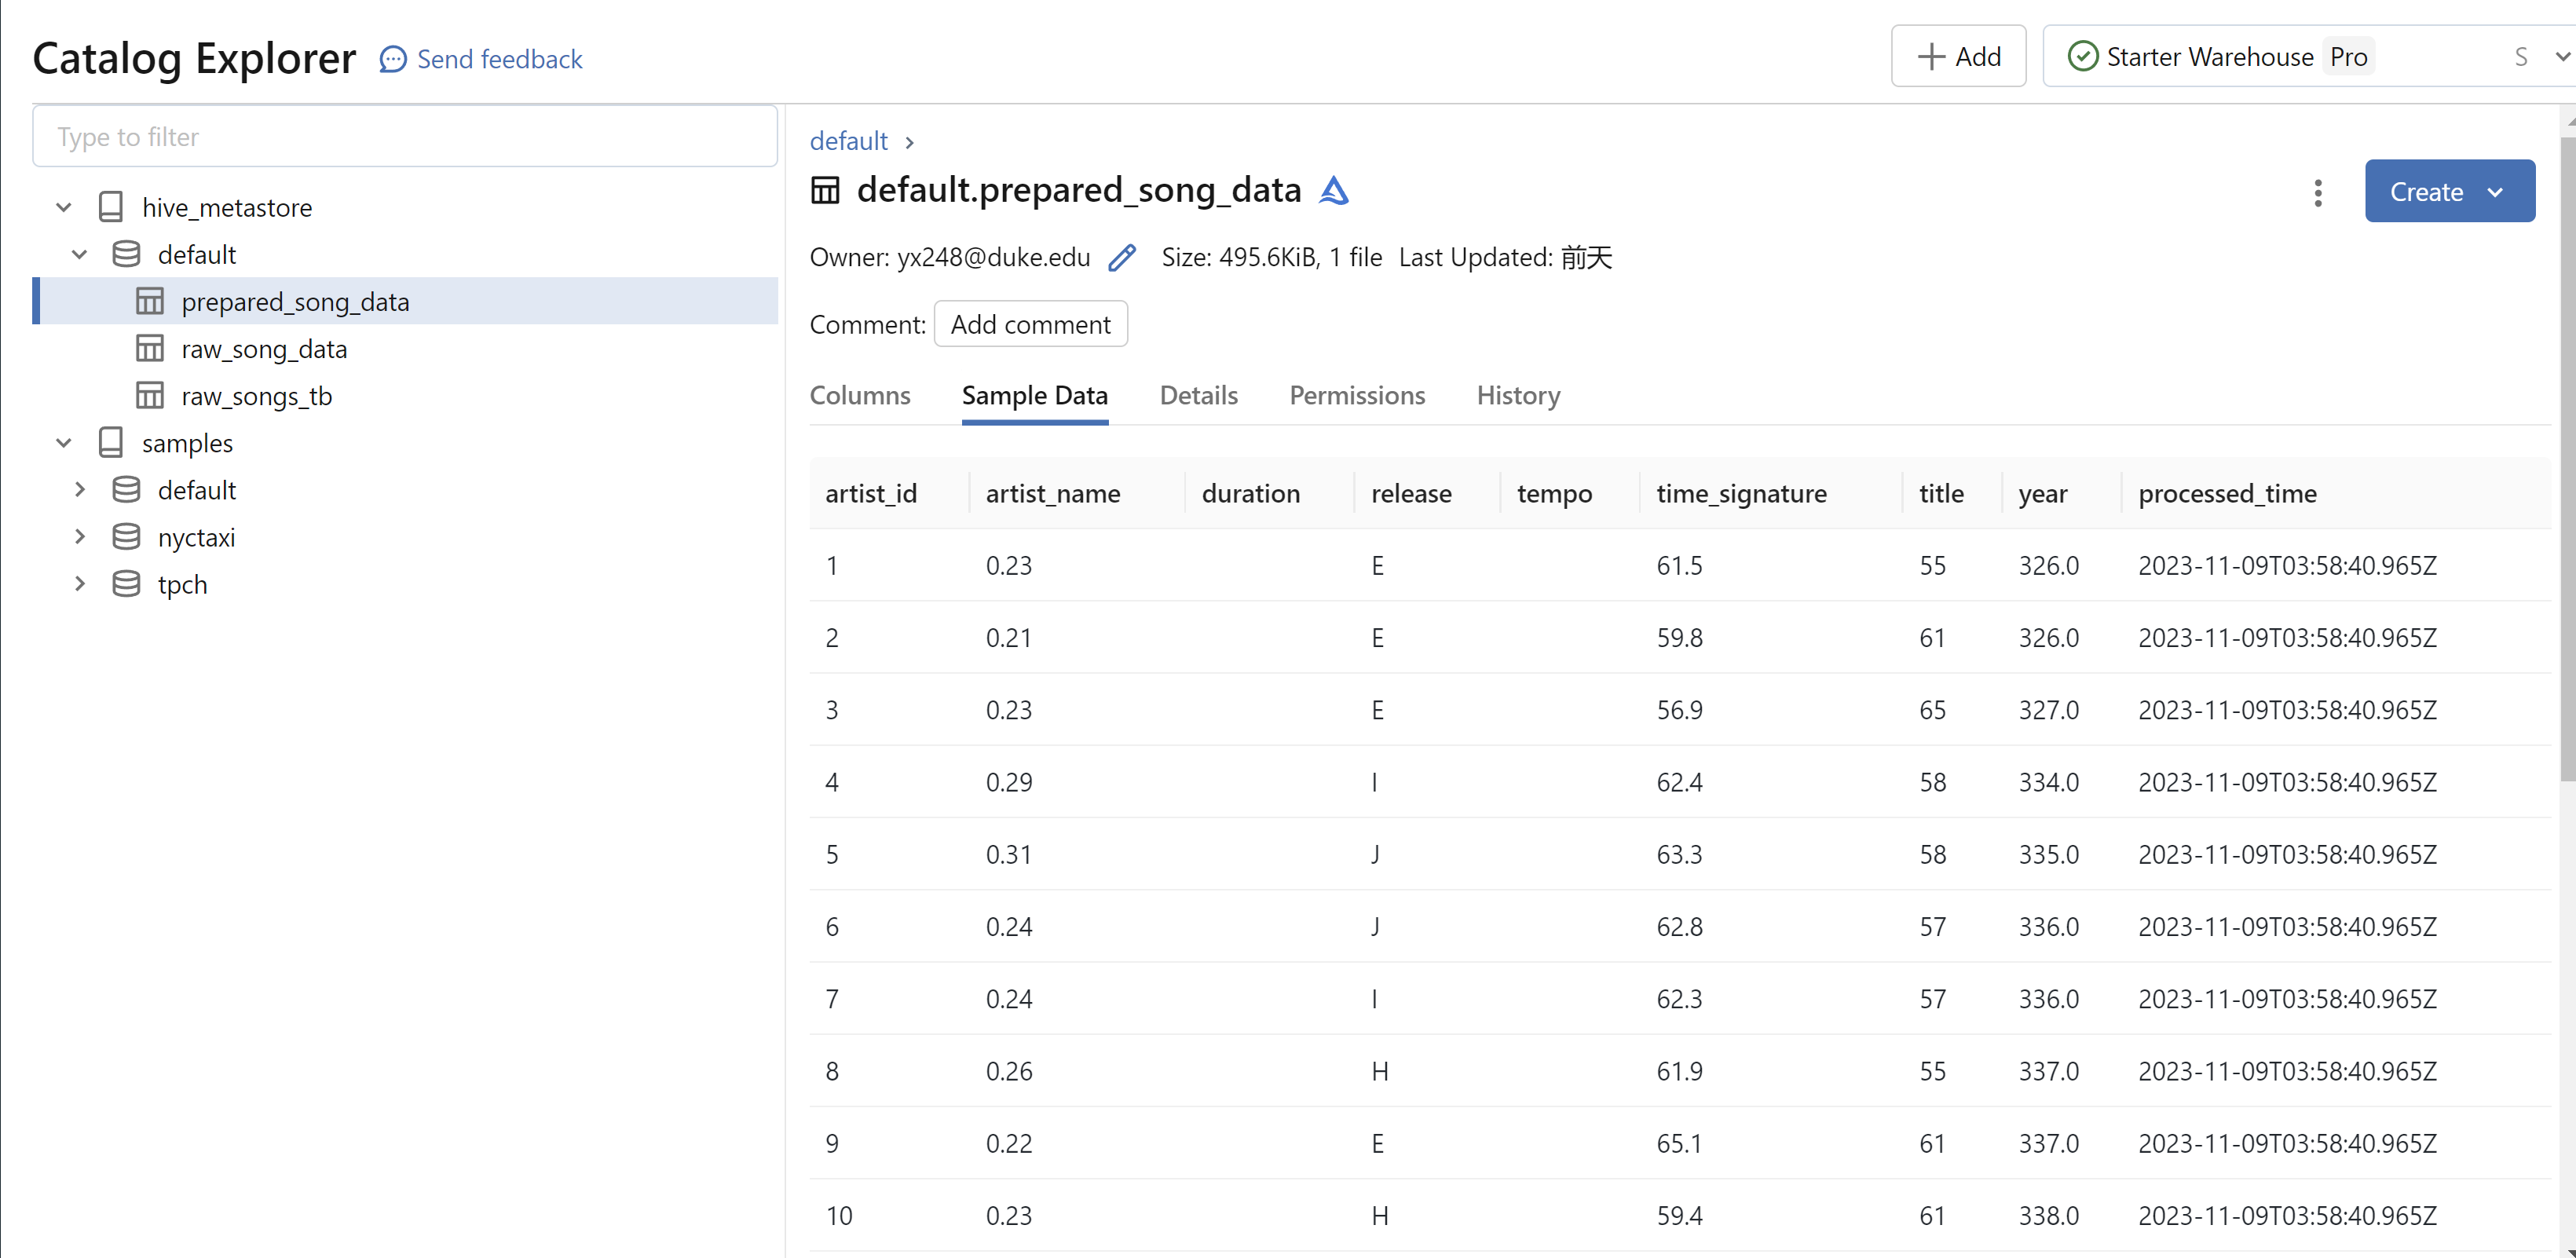 Catalog Explorer Send feedback + Add Starter Warehouse Pro S
Type to filter
hive_metastore
default
prepared_song_data
raw_song_data
raw_songs_tb
samples
default
nyctaxi
tpch
default >
default.prepared_song_data
Create
Owner: yx248@duke.edu Size: 495.6KiB, 1 file Last Updated: 前天
Comment: Add comment
Columns Sample Data Details Permissions History
artist_id artist_name duration release tempo time_signature title year processed_time
1 0.23 E 61.5 55 326.0 2023-11-09T03:58:40.965Z
2 0.21 E 59.8 61 326.0 2023-11-09T03:58:40.965Z
3 0.23 E 56.9 65 327.0 2023-11-09T03:58:40.965Z
4 0.29 I 62.4 58 334.0 2023-11-09T03:58:40.965Z
5 0.31 J 63.3 58 335.0 2023-11-09T03:58:40.965Z
6 0.24 J 62.8 57 336.0 2023-11-09T03:58:40.965Z
7 0.24 I 62.3 57 336.0 2023-11-09T03:58:40.965Z
8 0.26 H 61.9 55 337.0 2023-11-09T03:58:40.965Z
9 0.22 E 65.1 61 337.0 2023-11-09T03:58:40.965Z
10 0.23 H 59.4 61 338.0 2023-11-09T03:58:40.965Z